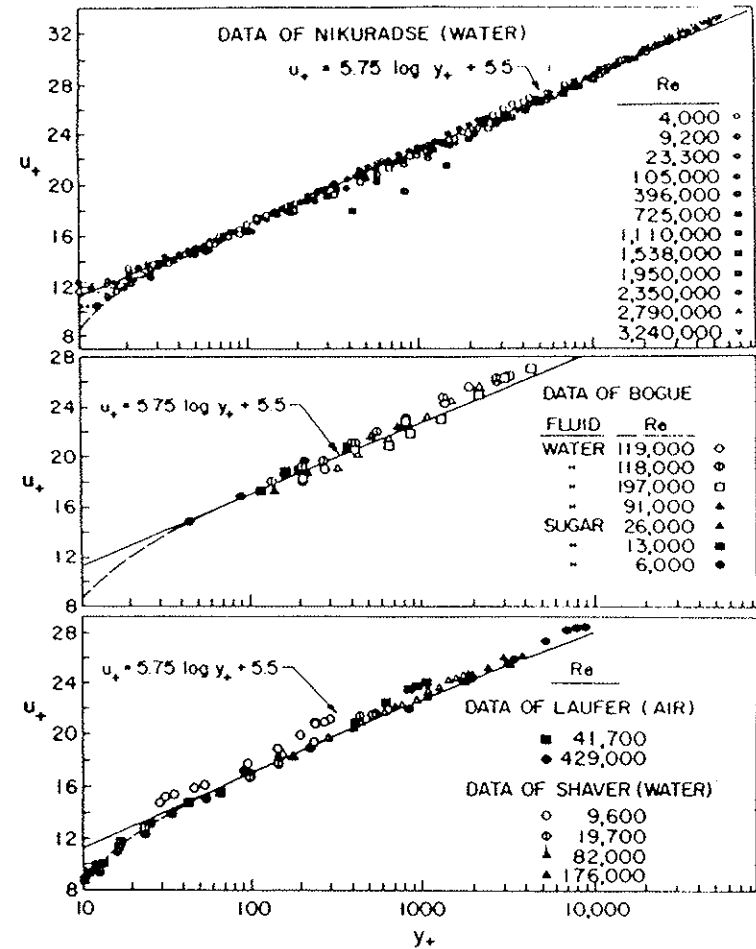 32
28
24
20
16
12
8
u+
DATA OF NIKURADSE (WATER)
u+ = 5.75 log y+ + 5.5
Re
4,000
9,200
23,300
105,000
396,000
725,000
1,110,000
1,538,000
1,950,000
2,350,000
2,790,000
3,240,000
28
24
20
16
12
8
u+
u+ = 5.75 log y+ + 5.5
DATA OF BOGUE
FLUID Re
WATER 119,000
" 118,000
" 197,000
" 91,000
SUGAR 26,000
" 13,000
" 6,000
28
24
20
16
12
8
u+
u+ = 5.75 log y+ + 5.5
Re
DATA OF LAUFER (AIR)
41,700
429,000
DATA OF SHAVER (WATER)
9,600
19,700
82,000
176,000
10 100 1000 10,000
y+